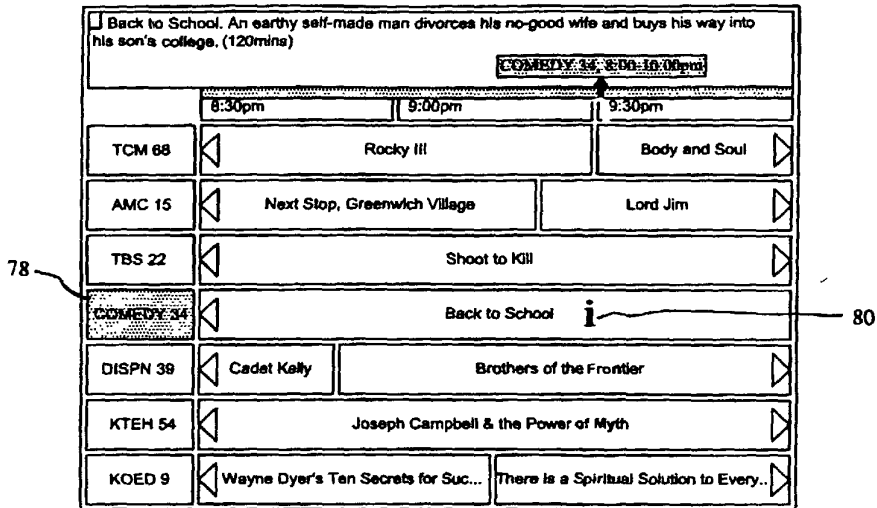 Back to School. An earthy self-made man divorces his no-good wife and buys his way into
his son's college. (120mins)
COMEDY 34, 8:00-10:00pm
8:30pm 9:00pm 9:30pm
TCM 68 Rocky III Body and Soul
AMC 15 Next Stop, Greenwich Village Lord Jim
TBS 22 Shoot to Kill
78
COMEDY 34 Back to School i 80
DISPN 39 Cadet Kelly Brothers of the Frontier
KTEH 54 Joseph Campbell & the Power of Myth
KQED 9 Wayne Dyer's Ten Secrets for Suc... There is a Spiritual Solution to Every..